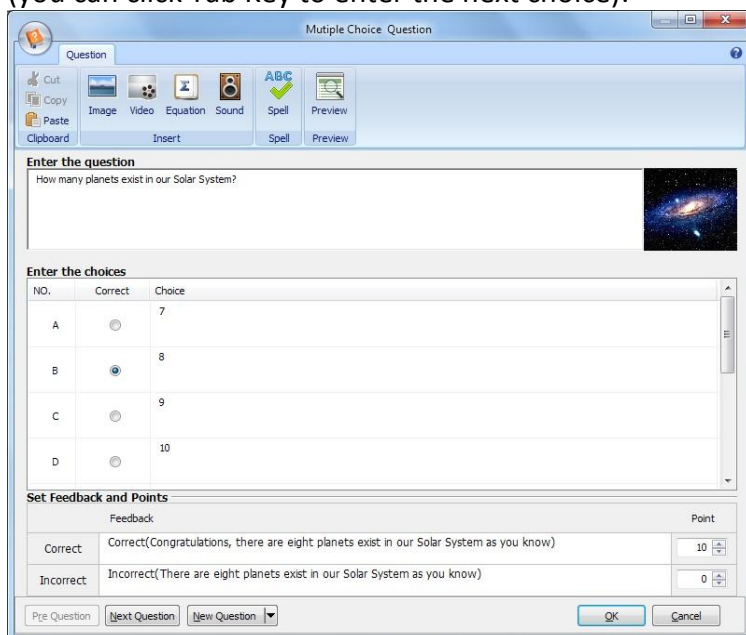 (you can click Tab Key to enter the next choice).
Mutiple Choice Question
Question
Cut
Copy
Paste
Clipboard
Image Video Equation Sound
Insert
ABC
Spell
Spell
Preview
Preview
Enter the question
How many planets exist in our Solar System?
Enter the choices
NO. Correct Choice
A 7
B 8
C 9
D 10
Set Feedback and Points
Feedback Point
Correct Correct(Congratulations, there are eight planets exist in our Solar System as you know) 10
Incorrect Incorrect(There are eight planets exist in our Solar System as you know) 0
Pre Question Next Question New Question OK Cancel